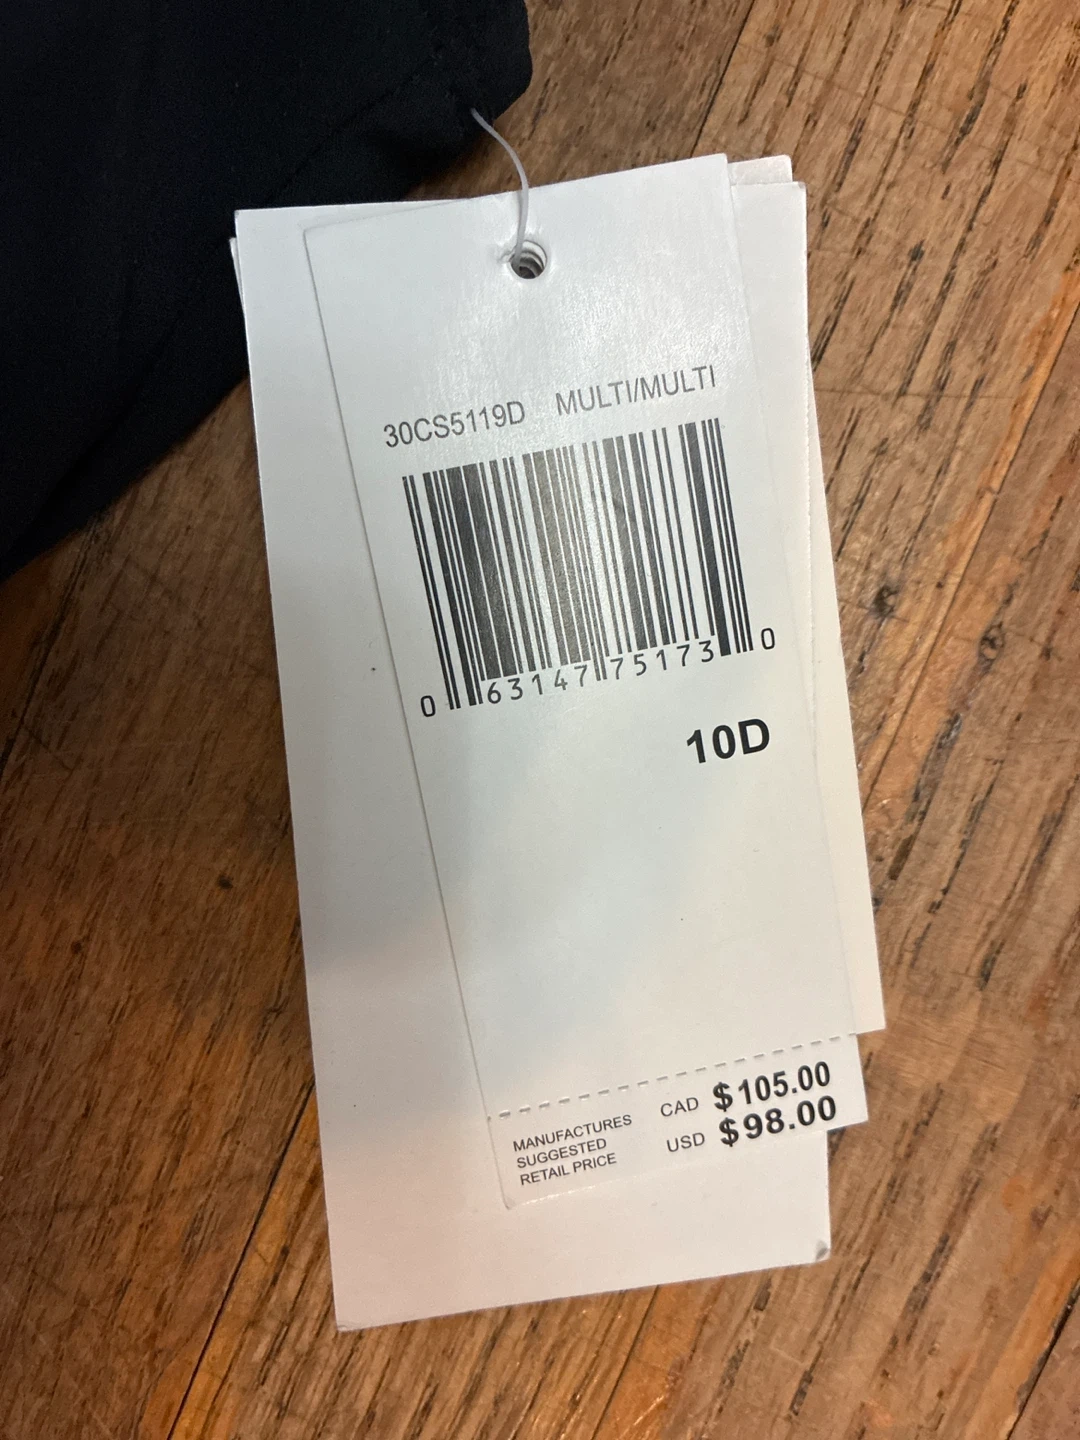 30CS5119D MULTI/MULTI
0 63147 75173 0
10D
MANUFACTURES
SUGGESTED
RETAIL PRICE
CAD $105.00
USD $98.00